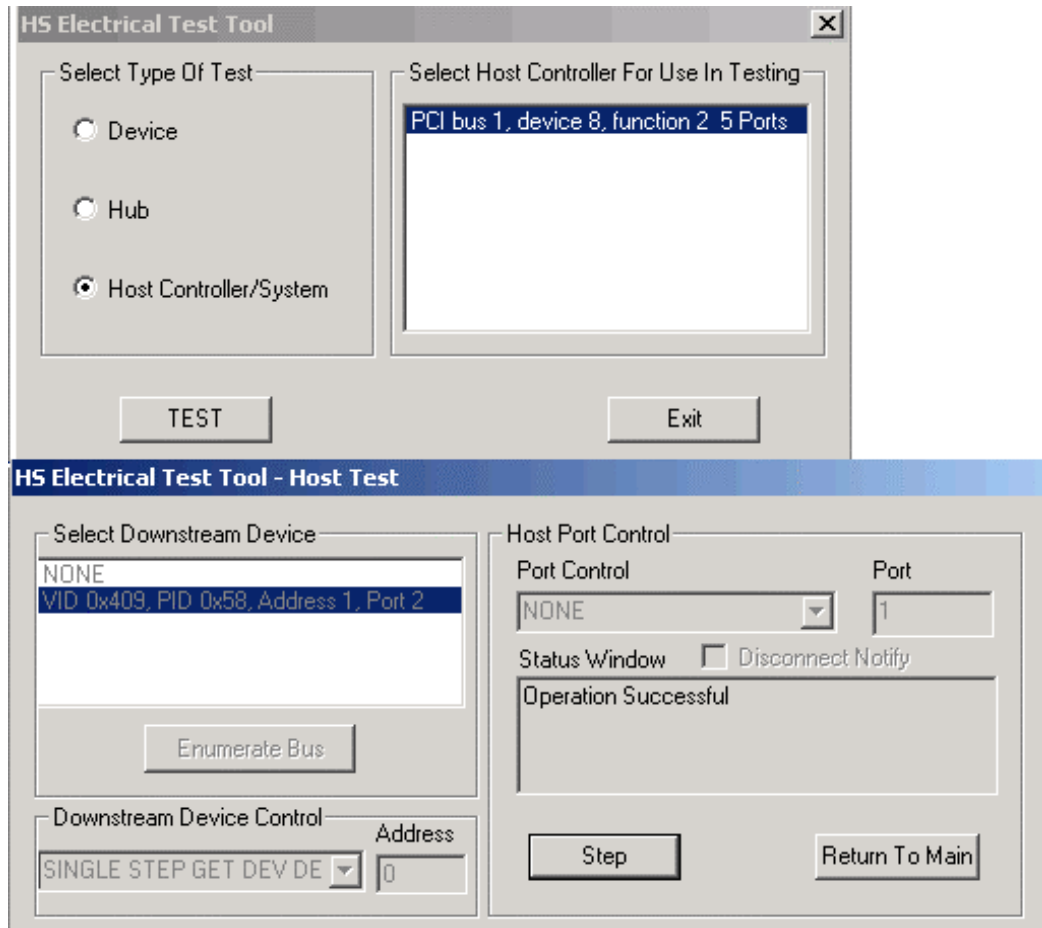 HS Electrical Test Tool
Select Type Of Test
Device
Hub
Host Controller/System
Select Host Controller For Use In Testing
PCI bus 1, device 8, function 2 5 Ports
TEST
Exit
HS Electrical Test Tool - Host Test
Select Downstream Device
NONE
VID 0x409, PID 0x58, Address 1, Port 2
Enumerate Bus
Downstream Device Control
Address
SINGLE STEP GET DEV DE
0
Host Port Control
Port Control
Port
NONE
1
Status Window
Disconnect Notify
Operation Successful
Step
Return To Main